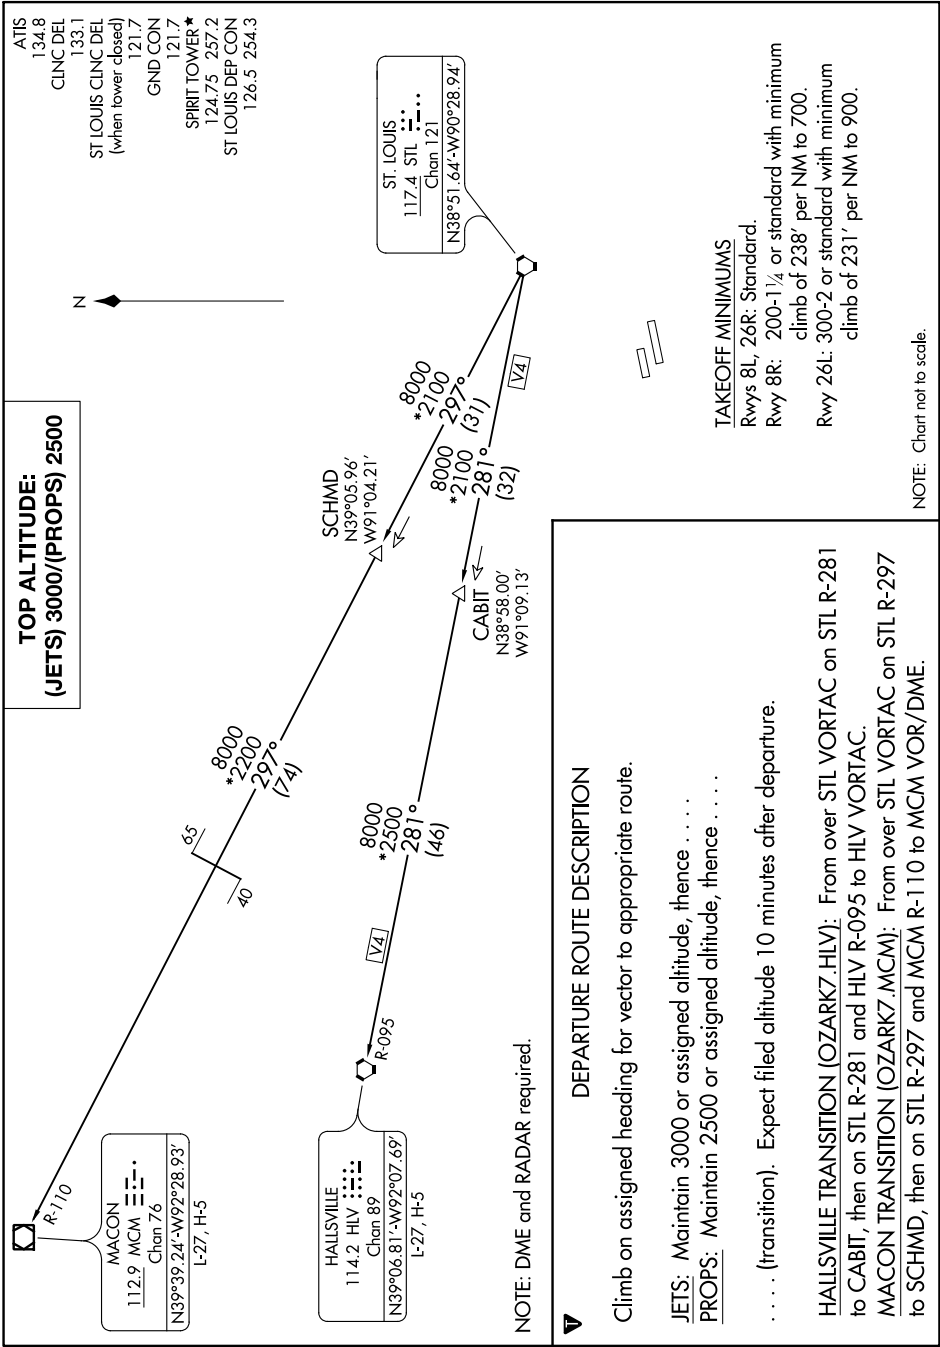 TOP ALTITUDE:
(JETS) 3000/(PROPS) 2500
ATIS
134.8
CLNC DEL
133.1
ST LOUIS CLNC DEL
(when tower closed)
121.7
GND CON
121.7
SPIRIT TOWER★
124.75 257.2
ST LOUIS DEP CON
126.5 254.3
N
MACON
112.9 MCM
Chan 76
N39°39.24′-W92°28.93′
L-27, H-5
R-110
65
40
8000
*2200
297°
(74)
SCHMD
N39°05.96′
W91°04.21′
8000
*2100
297°
(31)
ST. LOUIS
117.4 STL
Chan 121
N38°51.64′-W90°28.94′
HALLSVILLE
114.2 HLV
Chan 89
N39°06.81′-W92°07.69′
L-27, H-5
R-095
V4
8000
*2500
281°
(46)
CABIT
N38°58.00′
W91°09.13′
8000
*2100
281°
(32)
V4
NOTE: DME and RADAR required.
TAKEOFF MINIMUMS
Rwys 8L, 26R: Standard.
Rwy 8R: 200-1¼ or standard with minimum
climb of 238′ per NM to 700.
Rwy 26L: 300-2 or standard with minimum
climb of 231′ per NM to 900.
NOTE: Chart not to scale.
T
DEPARTURE ROUTE DESCRIPTION
Climb on assigned heading for vector to appropriate route.
JETS: Maintain 3000 or assigned altitude, thence . . . .
PROPS: Maintain 2500 or assigned altitude, thence . . . .
. . . . (transition). Expect filed altitude 10 minutes after departure.
HALLSVILLE TRANSITION (OZARK7.HLV): From over STL VORTAC on STL R-281
to CABIT, then on STL R-281 and HLV R-095 to HLV VORTAC.
MACON TRANSITION (OZARK7.MCM): From over STL VORTAC on STL R-297
to SCHMD, then on STL R-297 and MCM R-110 to MCM VOR/DME.